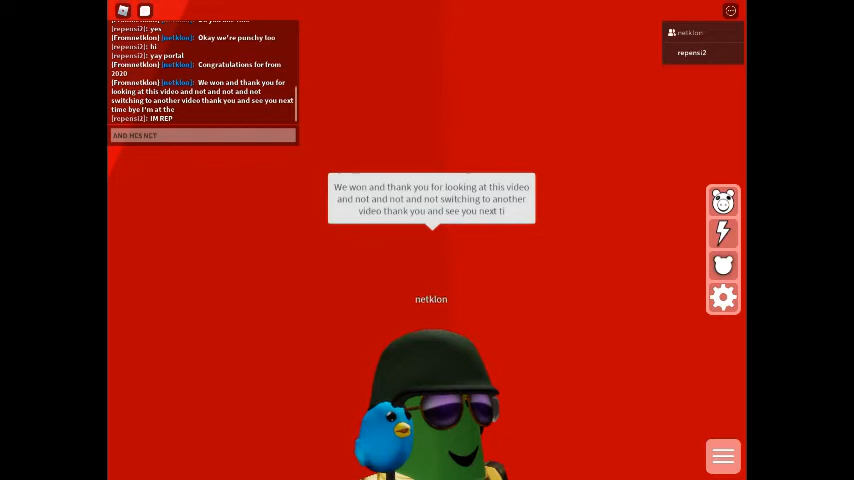 [repensi2]: yes
[Fromnetklon] [netklon]: Okay we're punchy too
[repensi2]: hi
[repensi2]: yay portal
[Fromnetklon] [netklon]: Congratulations for from
2020
[Fromnetklon] [netklon]: We won and thank you for
looking at this video and not and not and not
switching to another video thank you and see you next
time bye I'm at the
[repensi2]: IM REP
AND HES NET
netklon
repensi2
We won and thank you for looking at this video
and not and not and not switching to another
video thank you and see you next ti
netklon